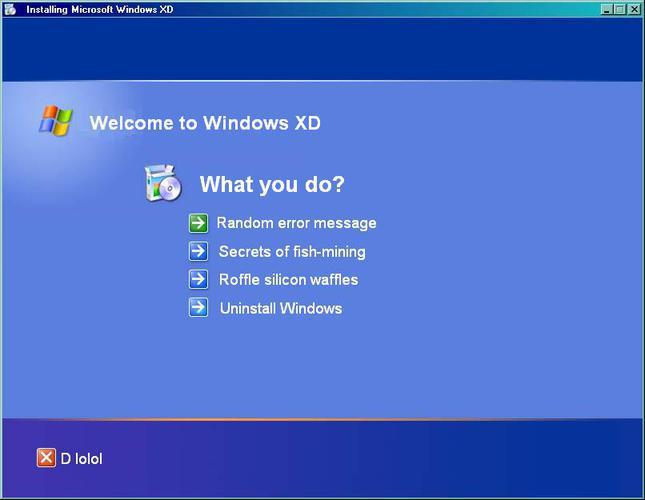 Installing Microsoft Windows XD
Welcome to Windows XD
What you do?
Random error message
Secrets of fish-mining
Roffle silicon waffles
Uninstall Windows
D lolol